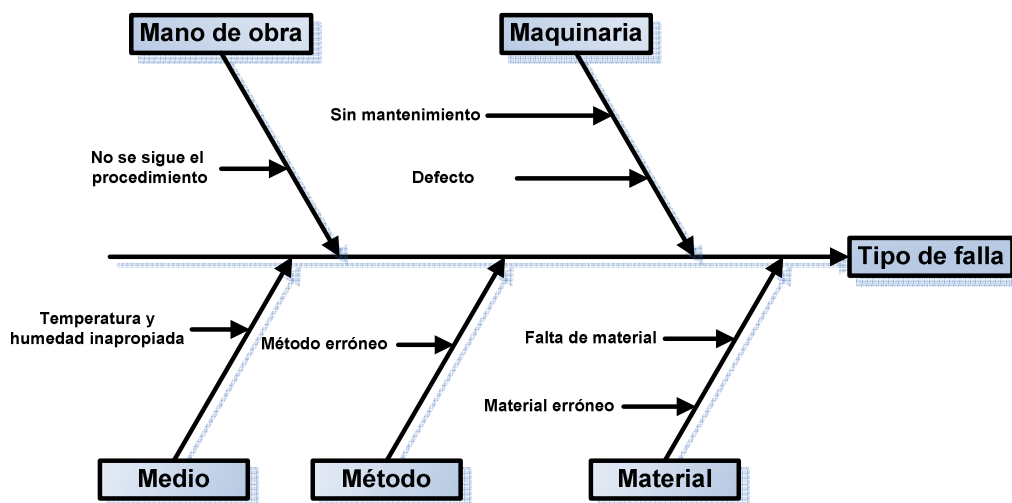 Mano de obra
Maquinaria
Sin mantenimiento
No se sigue el
procedimiento
Defecto
Tipo de falla
Temperatura y
humedad inapropiada
Método erróneo
Falta de material
Material erróneo
Medio
Método
Material